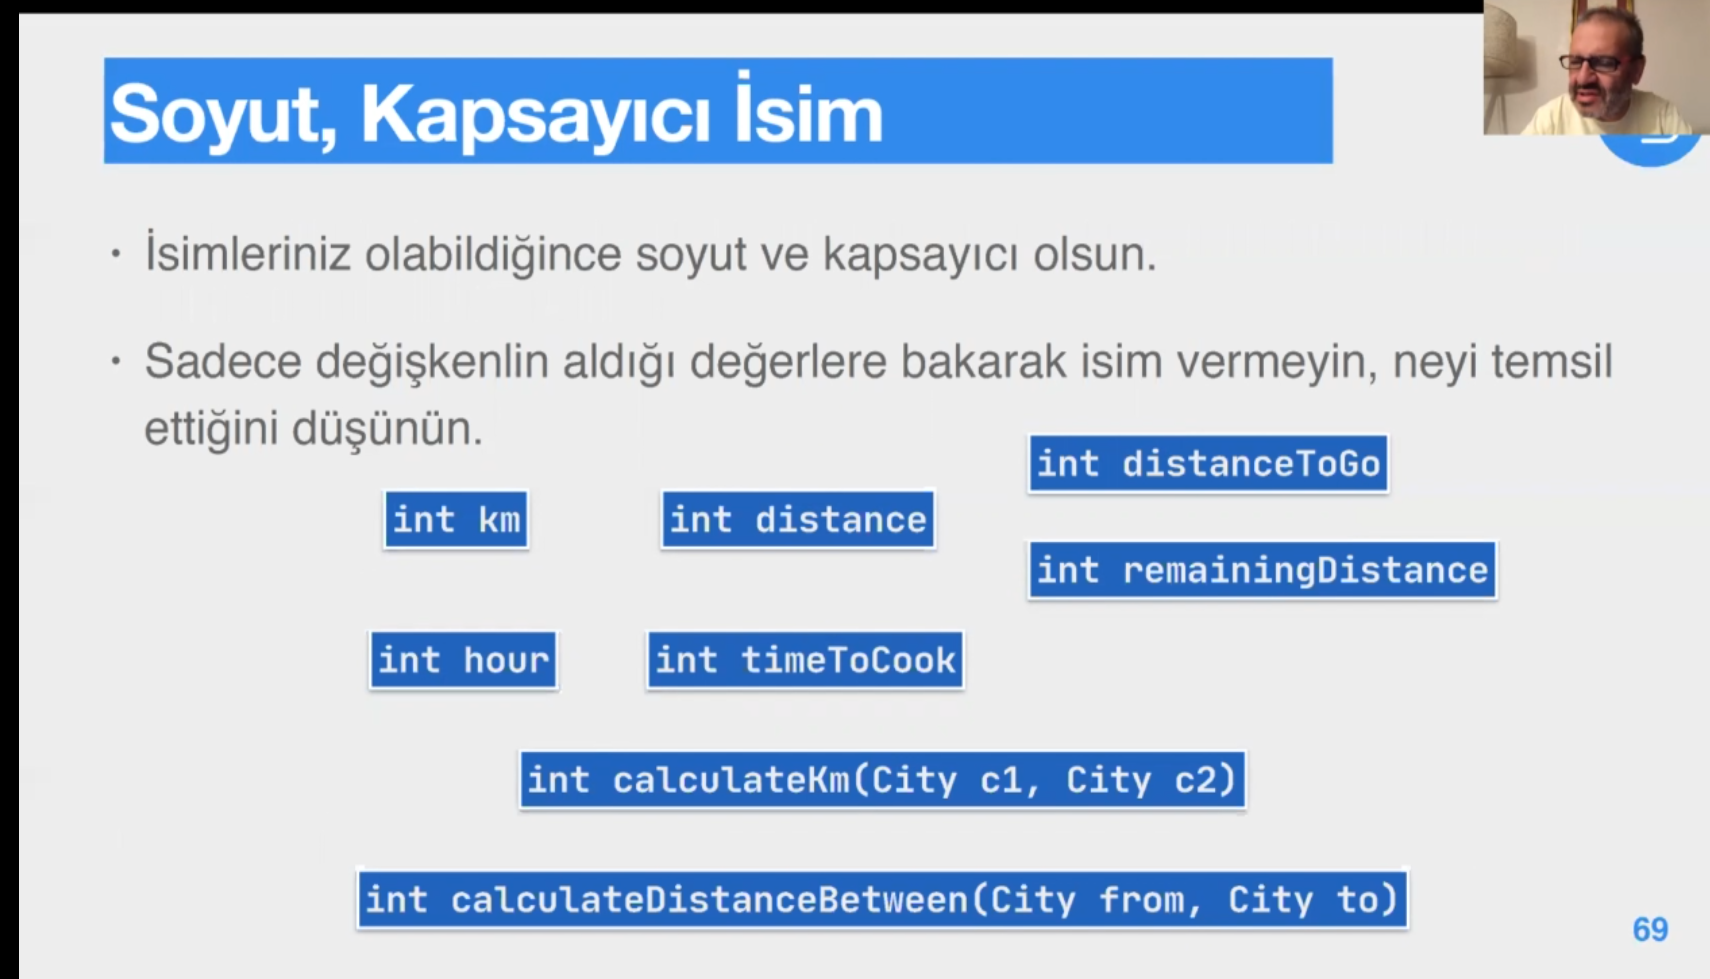 Soyut, Kapsayıcı İsim
• İsimleriniz olabildiğince soyut ve kapsayıcı olsun.
• Sadece değişkenlin aldığı değerlere bakarak isim vermeyin, neyi temsil
ettiğini düşünün.
int distanceToGo
int km
int distance
int remainingDistance
int hour
int timeToCook
int calculateKm(City c1, City c2)
int calculateDistanceBetween(City from, City to)
69